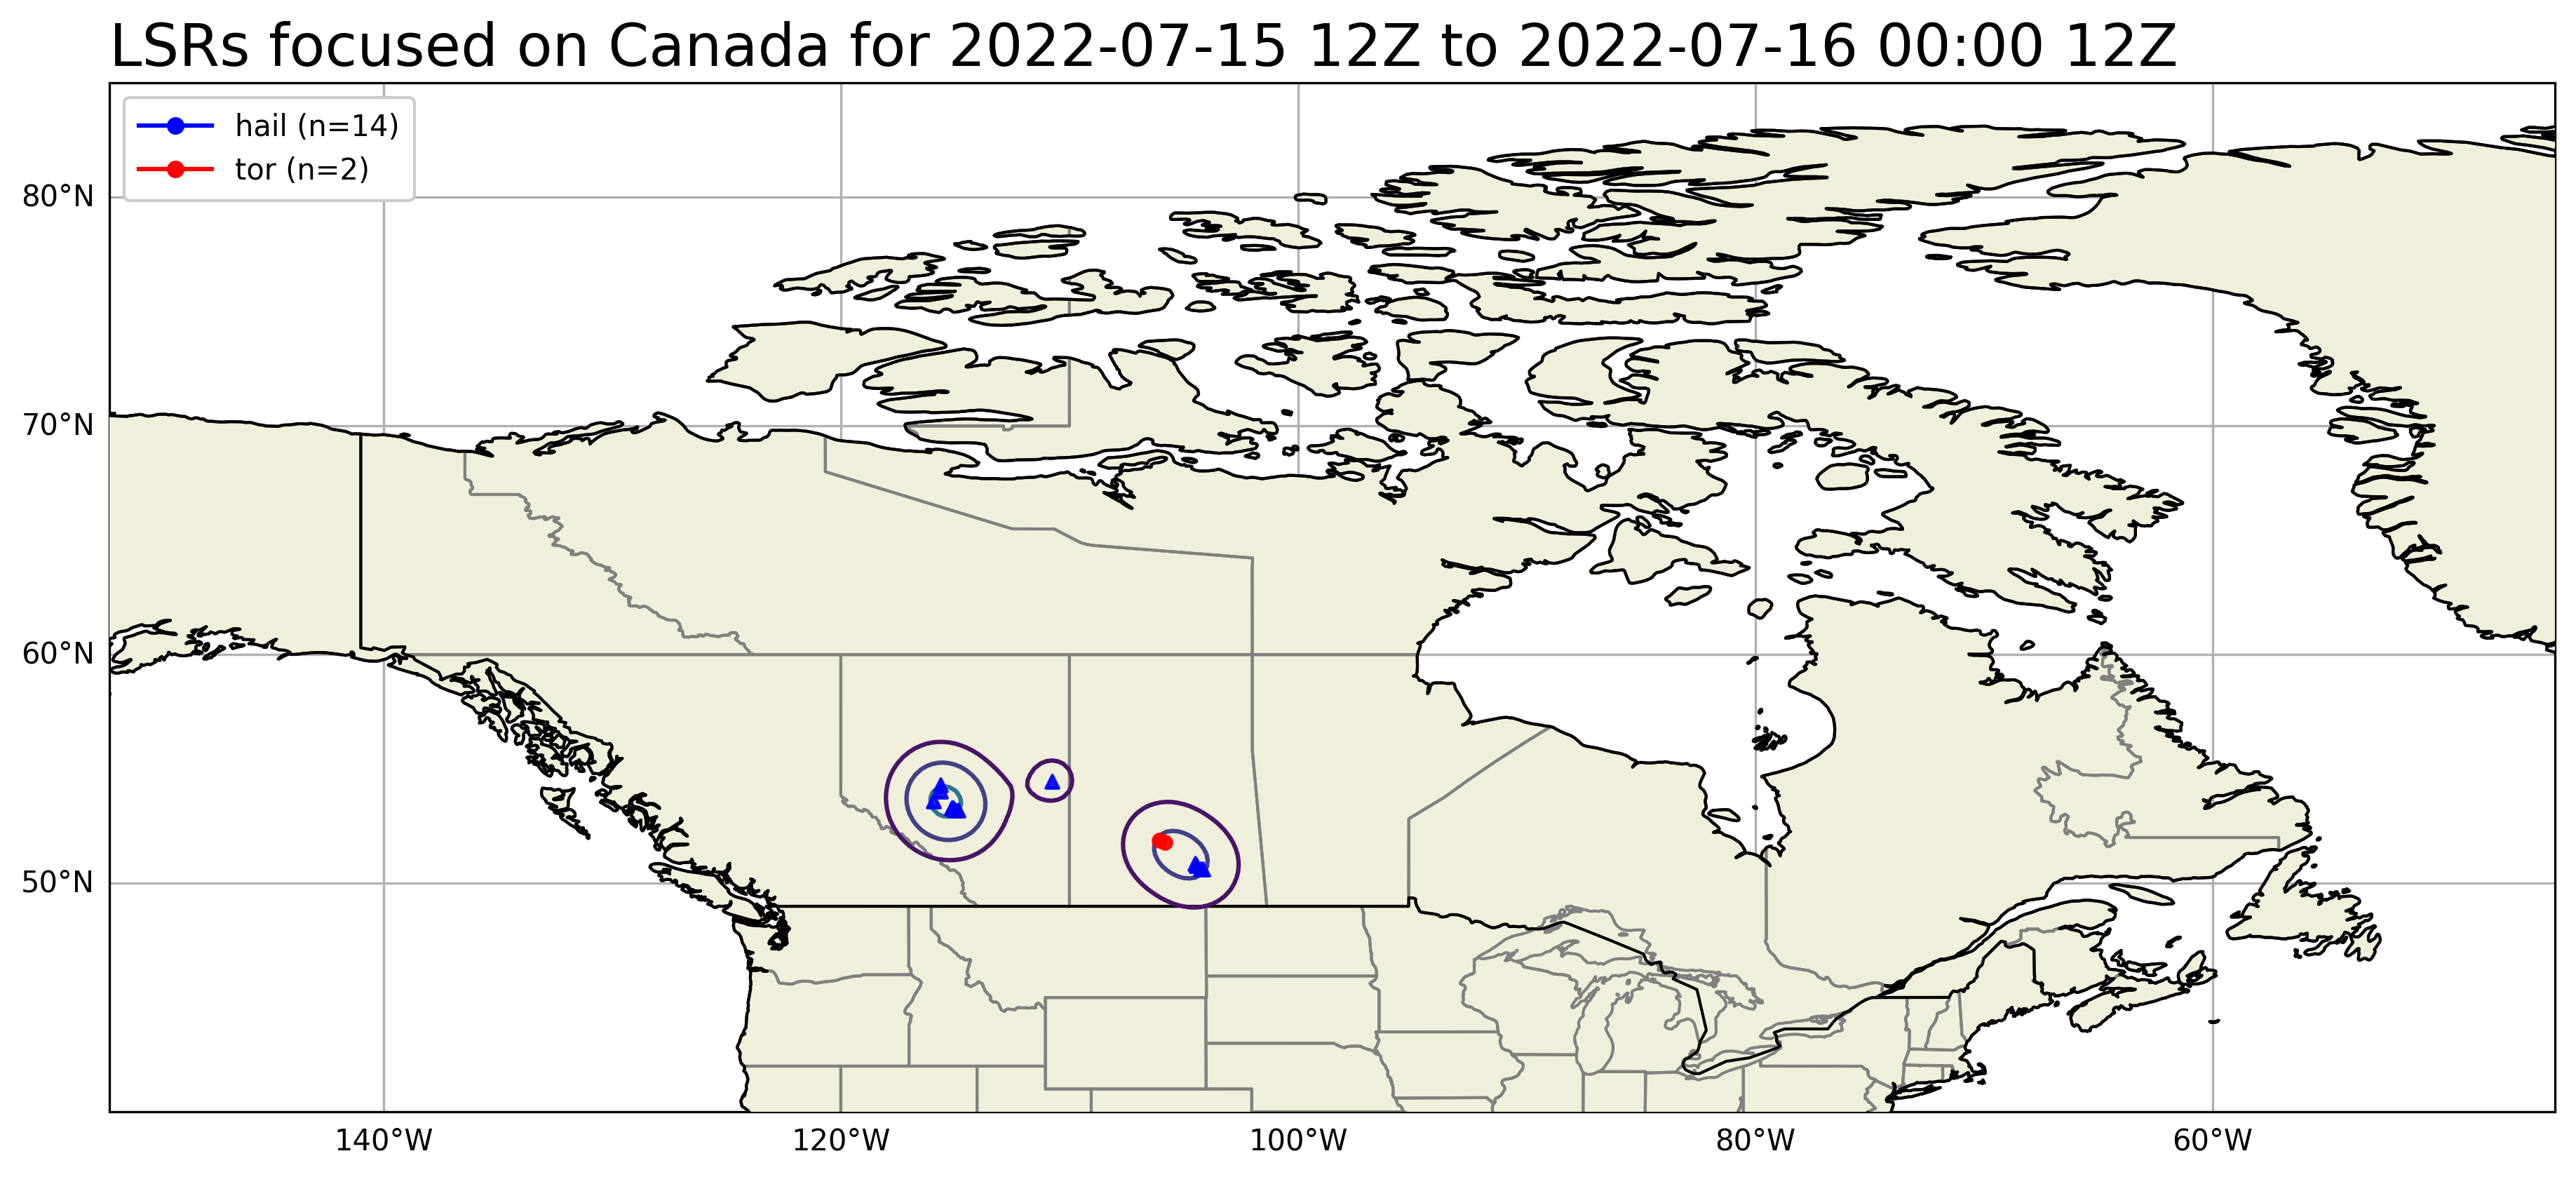 LSRs focused on Canada for 2022-07-15 12Z to 2022-07-16 00:00 12Z
hail (n=14)
tor (n=2)
80°N
70°N
60°N
50°N
140°W
120°W
100°W
80°W
60°W